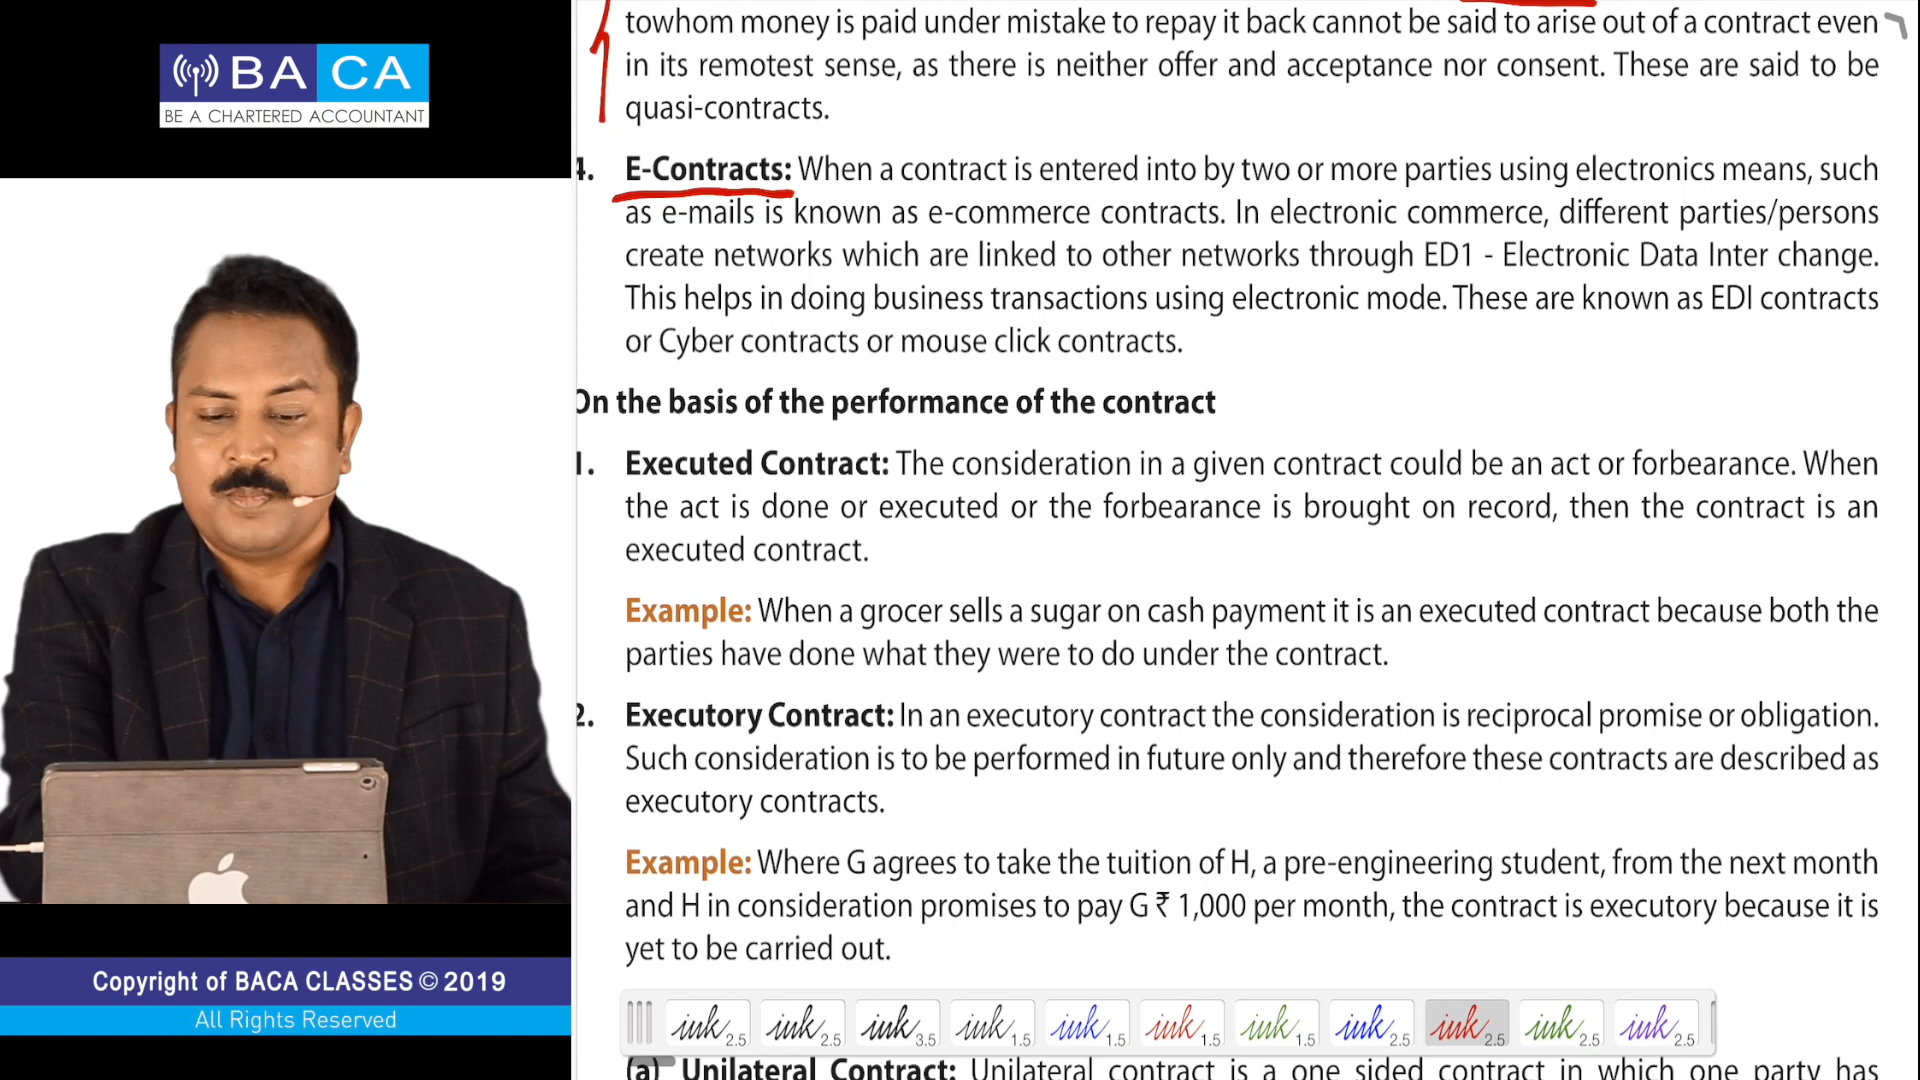 BA CA
BE A CHARTERED ACCOUNTANT
towhom money is paid under mistake to repay it back cannot be said to arise out of a contract even
in its remotest sense, as there is neither offer and acceptance nor consent. These are said to be
quasi-contracts.
4. E-Contracts: When a contract is entered into by two or more parties using electronics means, such
as e-mails is known as e-commerce contracts. In electronic commerce, different parties/persons
create networks which are linked to other networks through ED1 - Electronic Data Inter change.
This helps in doing business transactions using electronic mode. These are known as EDI contracts
or Cyber contracts or mouse click contracts.
On the basis of the performance of the contract
1. Executed Contract: The consideration in a given contract could be an act or forbearance. When
the act is done or executed or the forbearance is brought on record, then the contract is an
executed contract.
Example: When a grocer sells a sugar on cash payment it is an executed contract because both the
parties have done what they were to do under the contract.
2. Executory Contract: In an executory contract the consideration is reciprocal promise or obligation.
Such consideration is to be performed in future only and therefore these contracts are described as
executory contracts.
Example: Where G agrees to take the tuition of H, a pre-engineering student, from the next month
and H in consideration promises to pay G ₹ 1,000 per month, the contract is executory because it is
yet to be carried out.
ink 2.5 ink 2.5 ink 3.5 ink 1.5 ink 1.5 ink 1.5 ink 1.5 ink 2.5 ink 2.5 ink 2.5 ink 2.5
(a) Unilateral Contract: Unilateral contract is a one sided contract in which one party has
Copyright of BACA CLASSES © 2019
All Rights Reserved